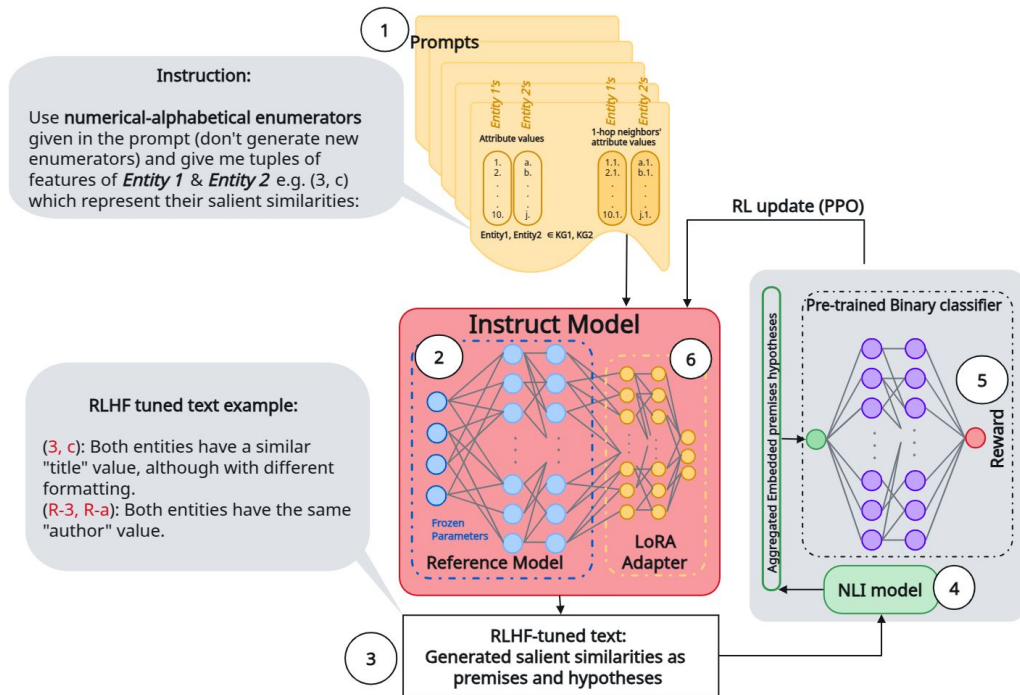 1
Prompts
Instruction:
Use numerical-alphabetical enumerators
given in the prompt (don't generate new
enumerators) and give me tuples of
features of Entity 1 & Entity 2 e.g. (3, c)
which represent their salient similarities:
Entity 1's
Entity 2's
Entity 1's
Entity 2's
Attribute values
1-hop neighbors'
attribute values
1. a. 1.1. a.1.
2. b. 2.1. b.1.
. . . .
. . . .
. . . .
10. j. 10.1. j.1.
Entity1, Entity2 ∈ KG1, KG2
RL update (PPO)
Instruct Model
2
6
Frozen
Parameters
Reference Model
LoRA
Adapter
RLHF tuned text example:
(3, c): Both entities have a similar
"title" value, although with different
formatting.
(R-3, R-a): Both entities have the same
"author" value.
3
RLHF-tuned text:
Generated salient similarities as
premises and hypotheses
Aggregated Embedded premises hypotheses
Pre-trained Binary classifier
5
Reward
NLI model
4